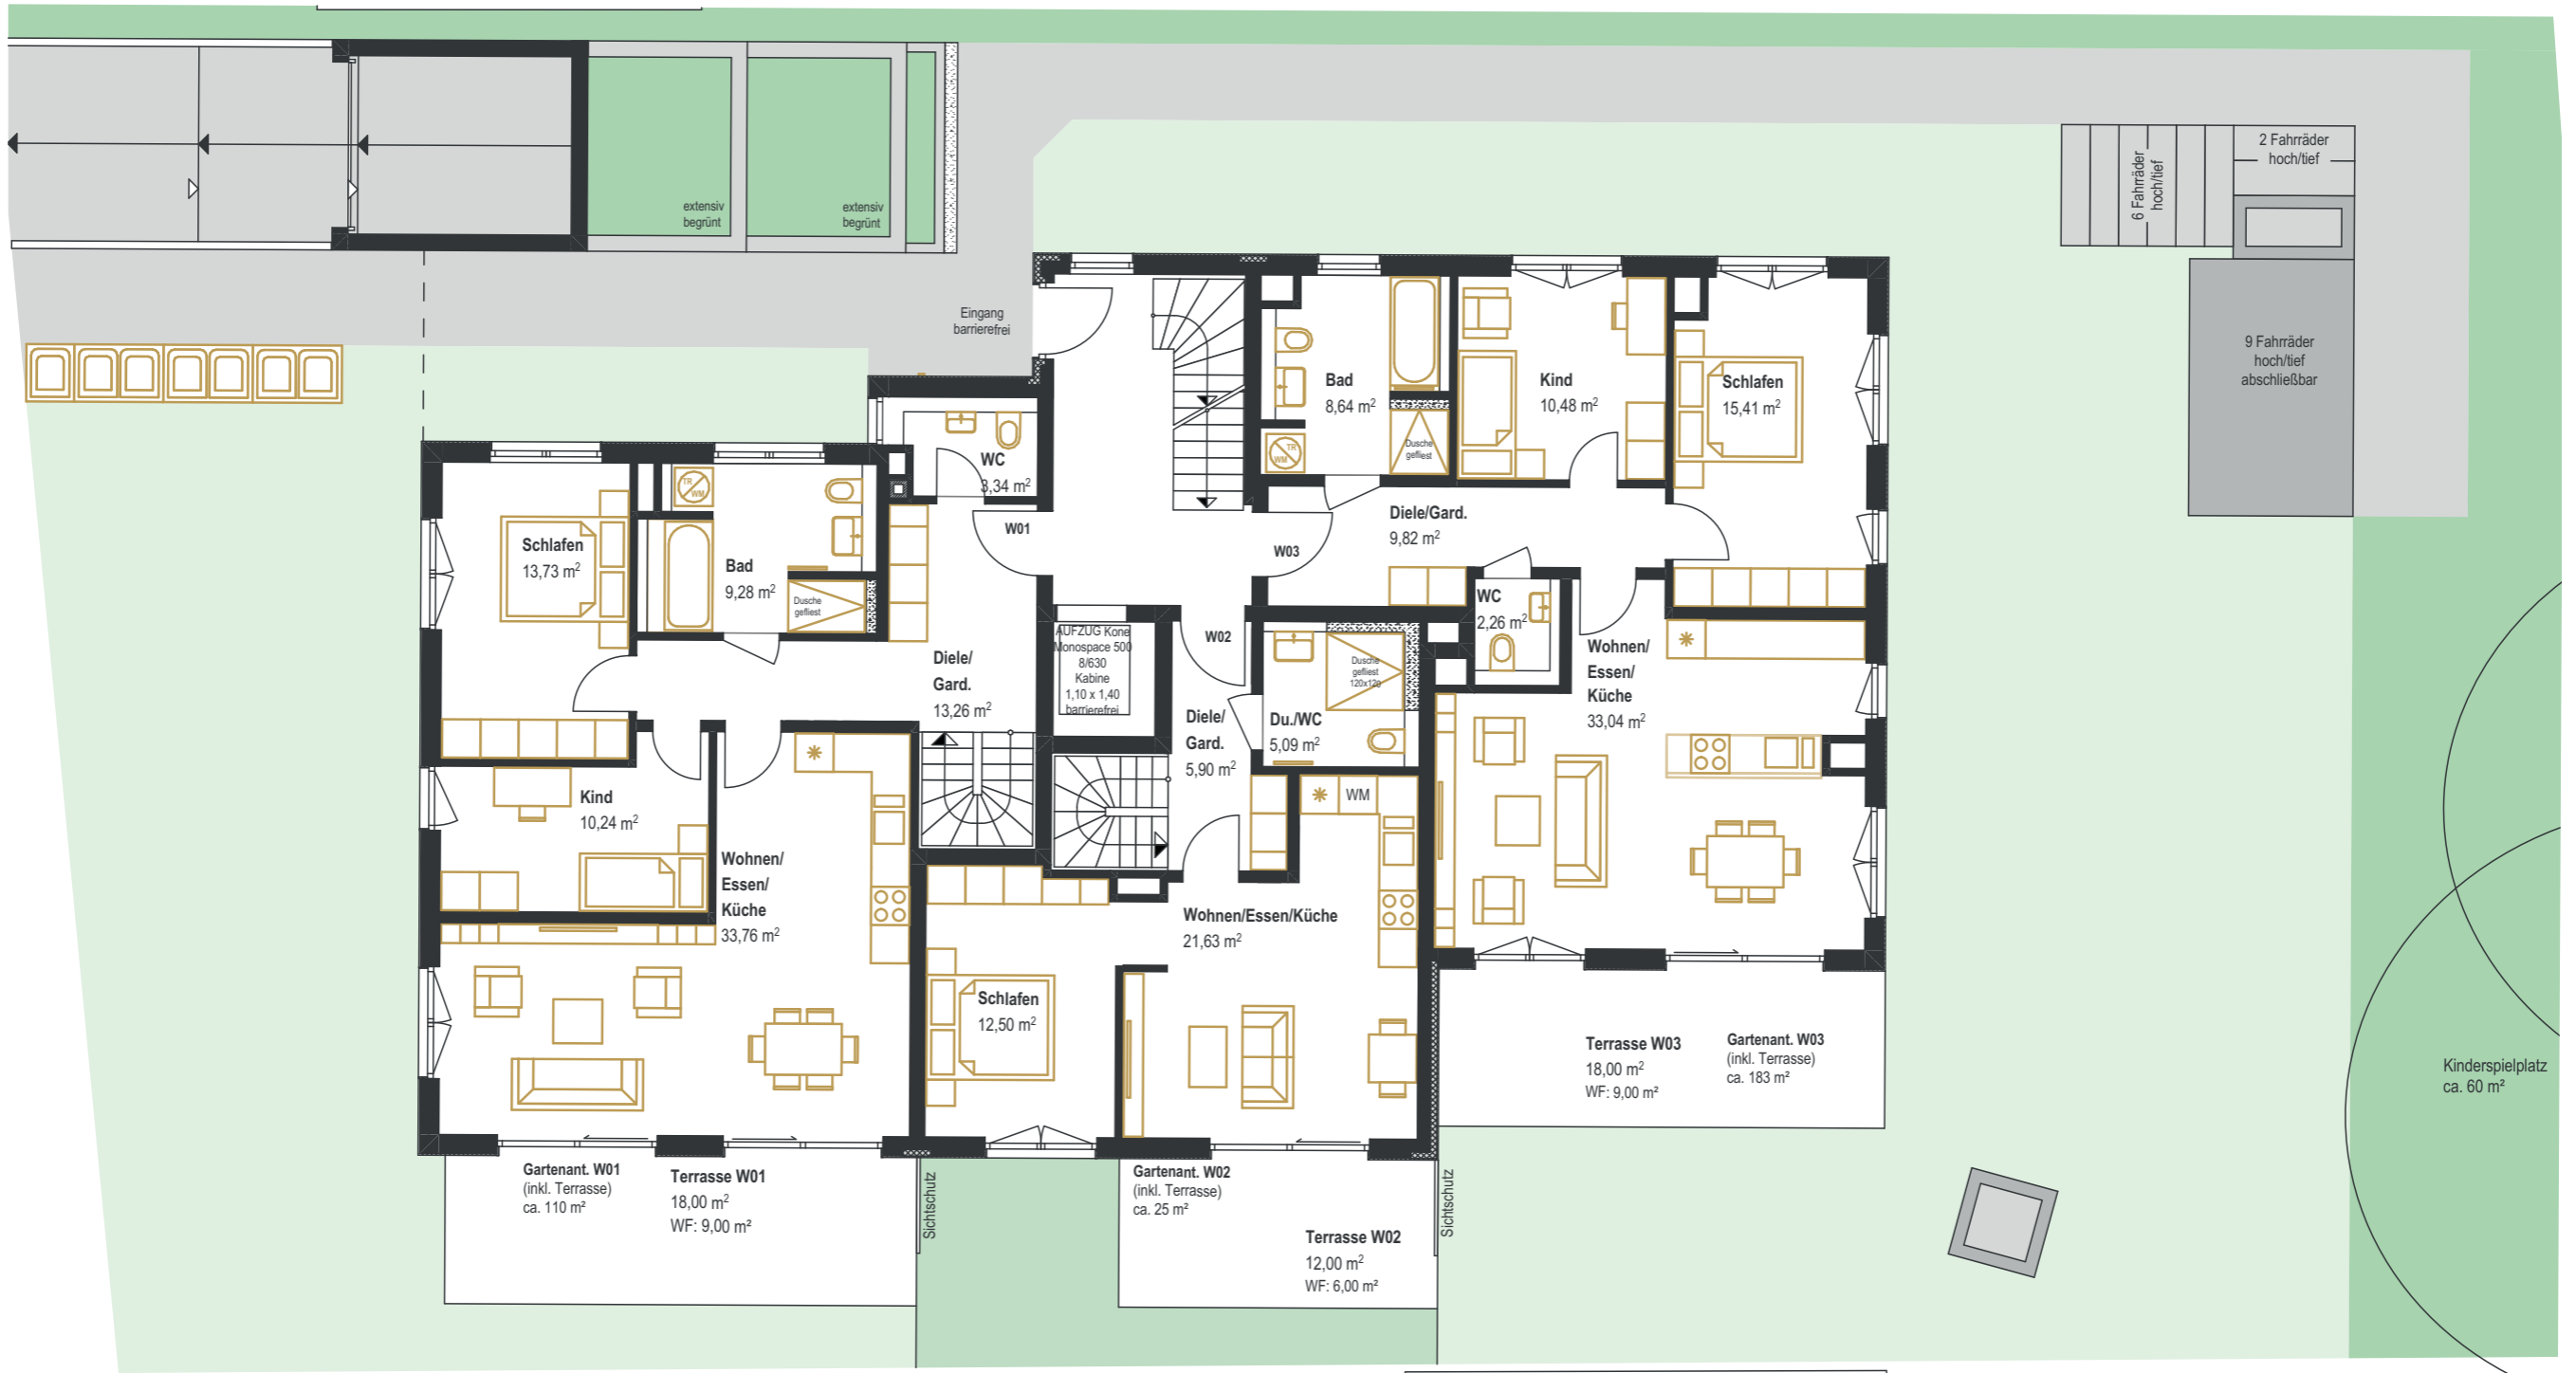 extensiv
begrünt
extensiv
begrünt
6 Fahrräder
hoch/tief
2 Fahrräder
hoch/tief
9 Fahrräder
hoch/tief
abschließbar
Eingang
barrierefrei
WC
3,34 m²
W01
Schlafen
13,73 m²
TR
WM
Bad
9,28 m²
Dusche
gefliest
Diele/
Gard.
13,26 m²
Kind
10,24 m²
Wohnen/
Essen/
Küche
33,76 m²
Gartenant. W01
(inkl. Terrasse)
ca. 110 m²
Terrasse W01
18,00 m²
WF: 9,00 m²
Sichtschutz
AUFZUG Kone
Monospace 500
8/630
Kabine
1,10 x 1,40
barrierefrei
W02
Diele/
Gard.
5,90 m²
Du./WC
5,09 m²
Dusche
gefliest
120x120
WM
Wohnen/Essen/Küche
21,63 m²
Schlafen
12,50 m²
Gartenant. W02
(inkl. Terrasse)
ca. 25 m²
Terrasse W02
12,00 m²
WF: 6,00 m²
Sichtschutz
W03
Bad
8,64 m²
TR
WM
Dusche
gefliest
Kind
10,48 m²
Schlafen
15,41 m²
Diele/Gard.
9,82 m²
WC
2,26 m²
Wohnen/
Essen/
Küche
33,04 m²
Terrasse W03
18,00 m²
WF: 9,00 m²
Gartenant. W03
(inkl. Terrasse)
ca. 183 m²
Kinderspielplatz
ca. 60 m²